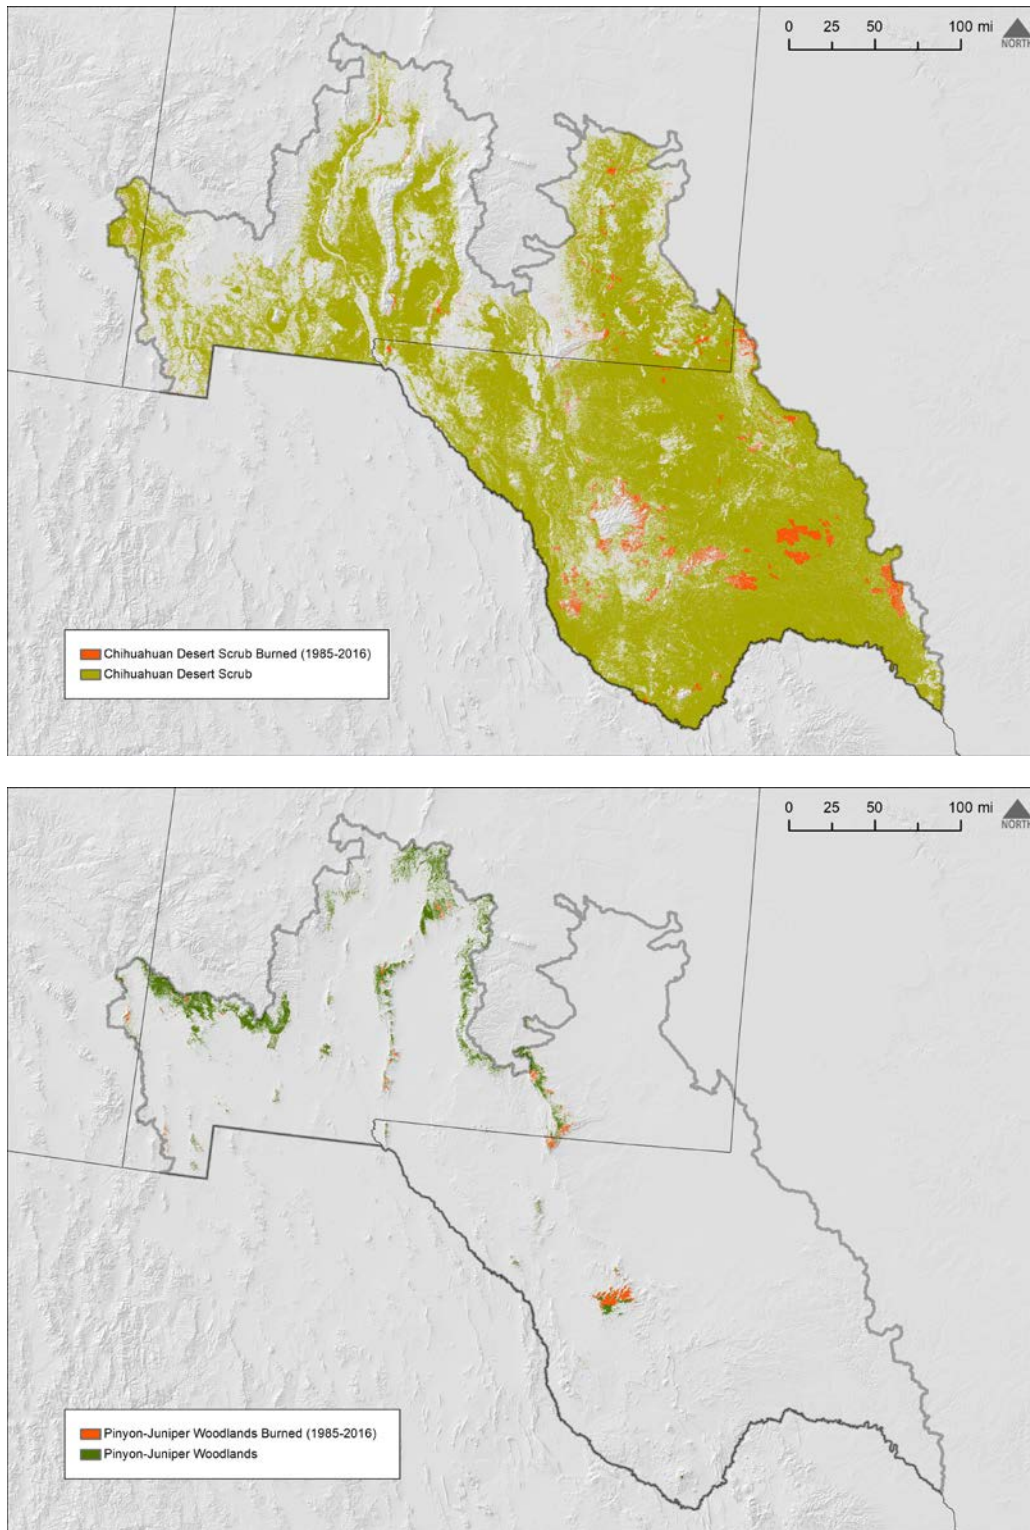 0 25 50 100 mi
NORTH
Chihuahuan Desert Scrub Burned (1985-2016)
Chihuahuan Desert Scrub
0 25 50 100 mi
NORTH
Pinyon-Juniper Woodlands Burned (1985-2016)
Pinyon-Juniper Woodlands